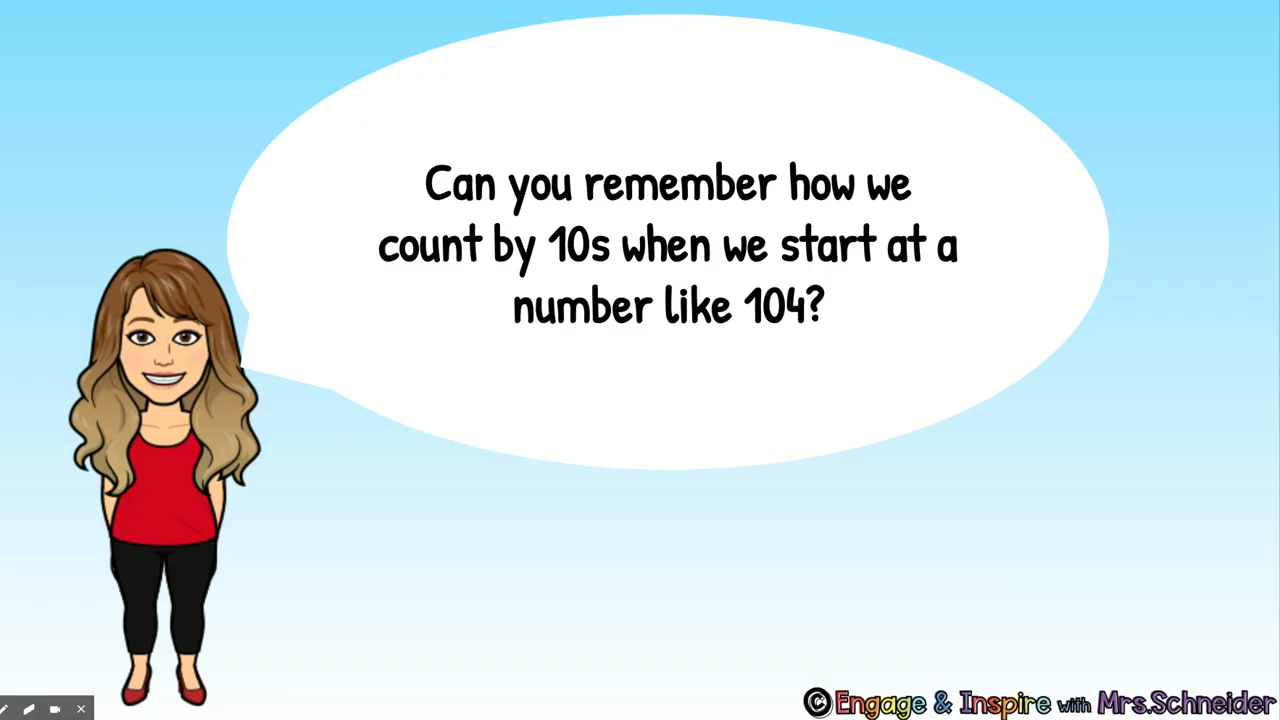 Can you remember how we
count by 10s when we start at a
number like 104?
©Engage & Inspire with Mrs.Schneider